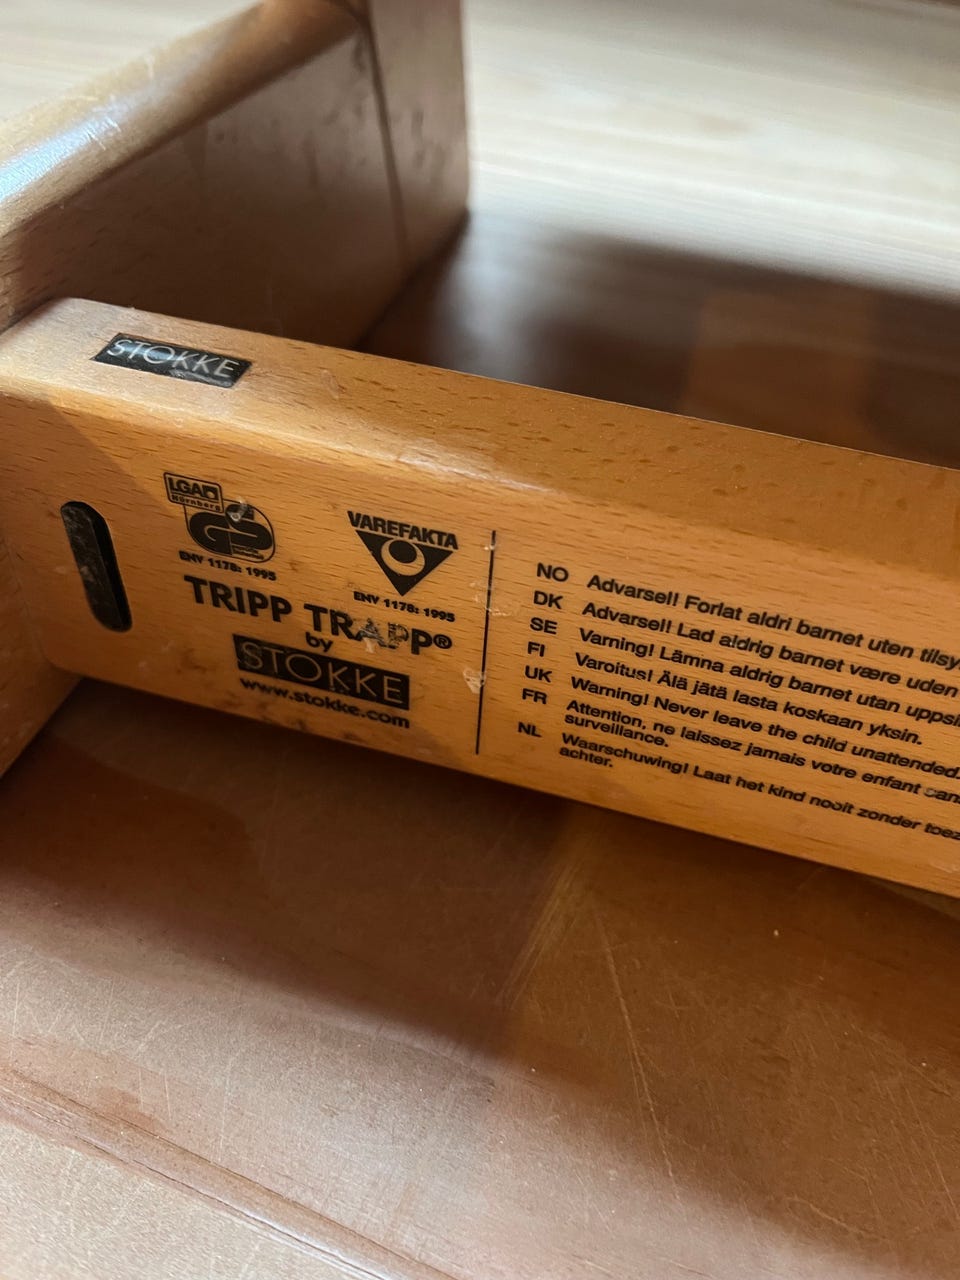 STOKKE
LGA
Nürnberg
GS
ENV 1178: 1995
VAREFAKTA
ENV 1178: 1995
TRIPP TRAPP®
by
STOKKE
www.stokke.com
NO Advarsel! Forlat aldri barnet uten
DK Advarsel! Lad aldrig barnet være uden
SE Varning! Lämna aldrig barnet utan
FI Varoitus! Älä jätä lasta koskaan yksin.
UK Warning! Never leave the child unattended.
FR Attention, ne laissez jamais votre enfant sans
surveillance.
NL Waarschuwing! Laat het kind nooit zonder
achter.